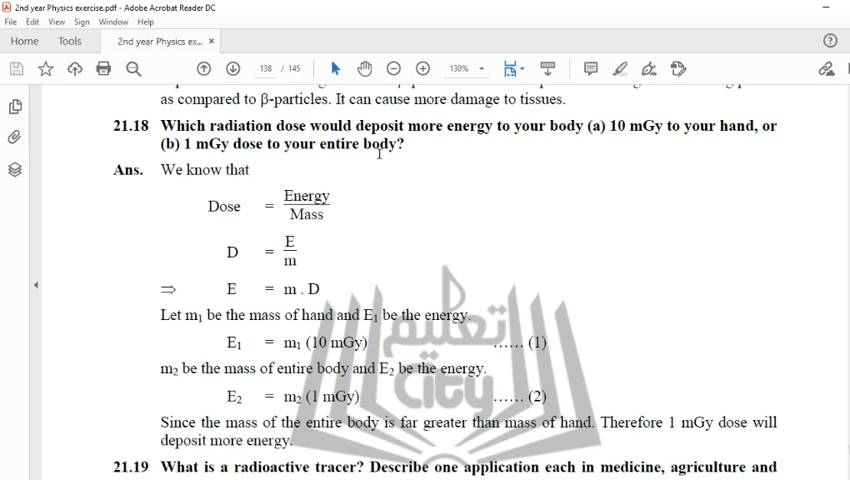 2nd year Physics exercise.pdf - Adobe Acrobat Reader DC
File Edit View Sign Window Help
Home Tools 2nd year Physics ex... ×
138 / 145 130%
as compared to β-particles. It can cause more damage to tissues.
21.18 Which radiation dose would deposit more energy to your body (a) 10 mGy to your hand, or
(b) 1 mGy dose to your entire body?
Ans. We know that
Dose = Energy
Mass
D = E
m
⇒ E = m . D
Let m₁ be the mass of hand and E₁ be the energy.
E₁ = m₁ (10 mGy) ...... (1)
m₂ be the mass of entire body and E₂ be the energy.
E₂ = m₂ (1 mGy) ...... (2)
Since the mass of the entire body is far greater than mass of hand. Therefore 1 mGy dose will
deposit more energy.
21.19 What is a radioactive tracer? Describe one application each in medicine, agriculture and
تعليم
City